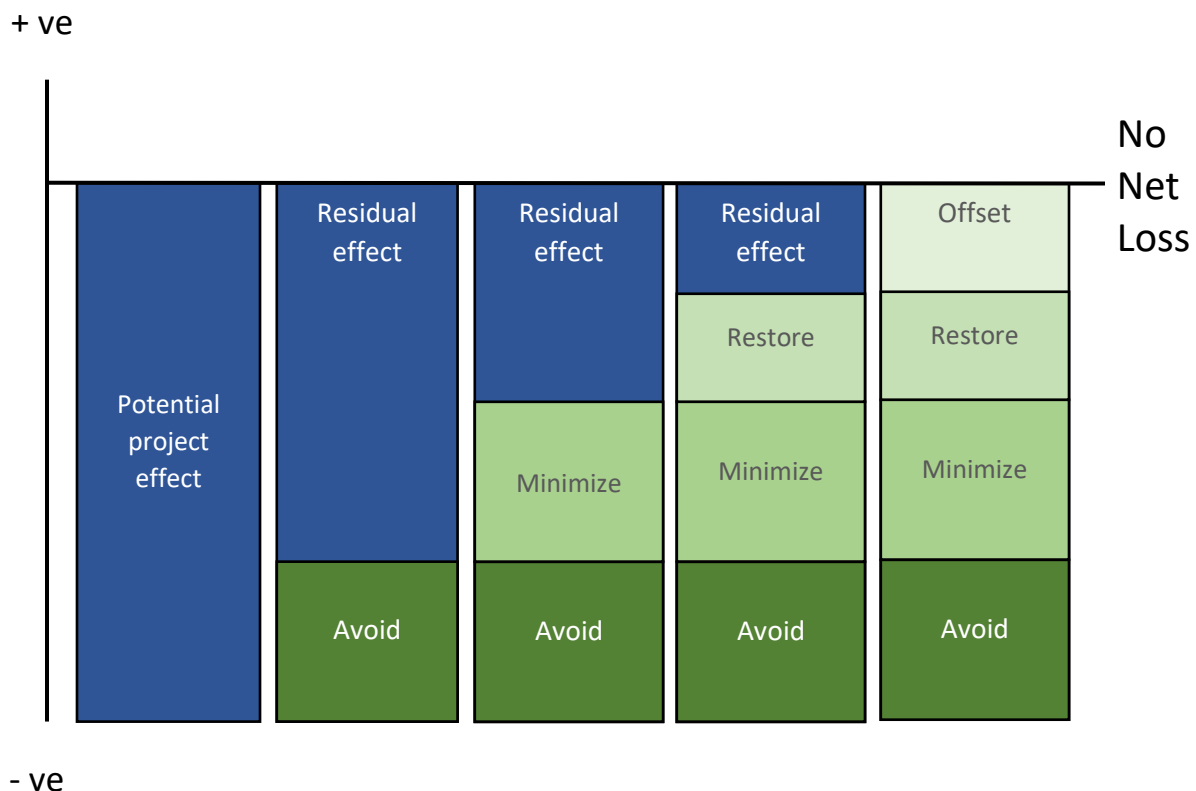 + ve
No
Net
Loss
Potential
project
effect
Residual
effect
Avoid
Residual
effect
Minimize
Avoid
Residual
effect
Restore
Minimize
Avoid
Offset
Restore
Minimize
Avoid
- ve